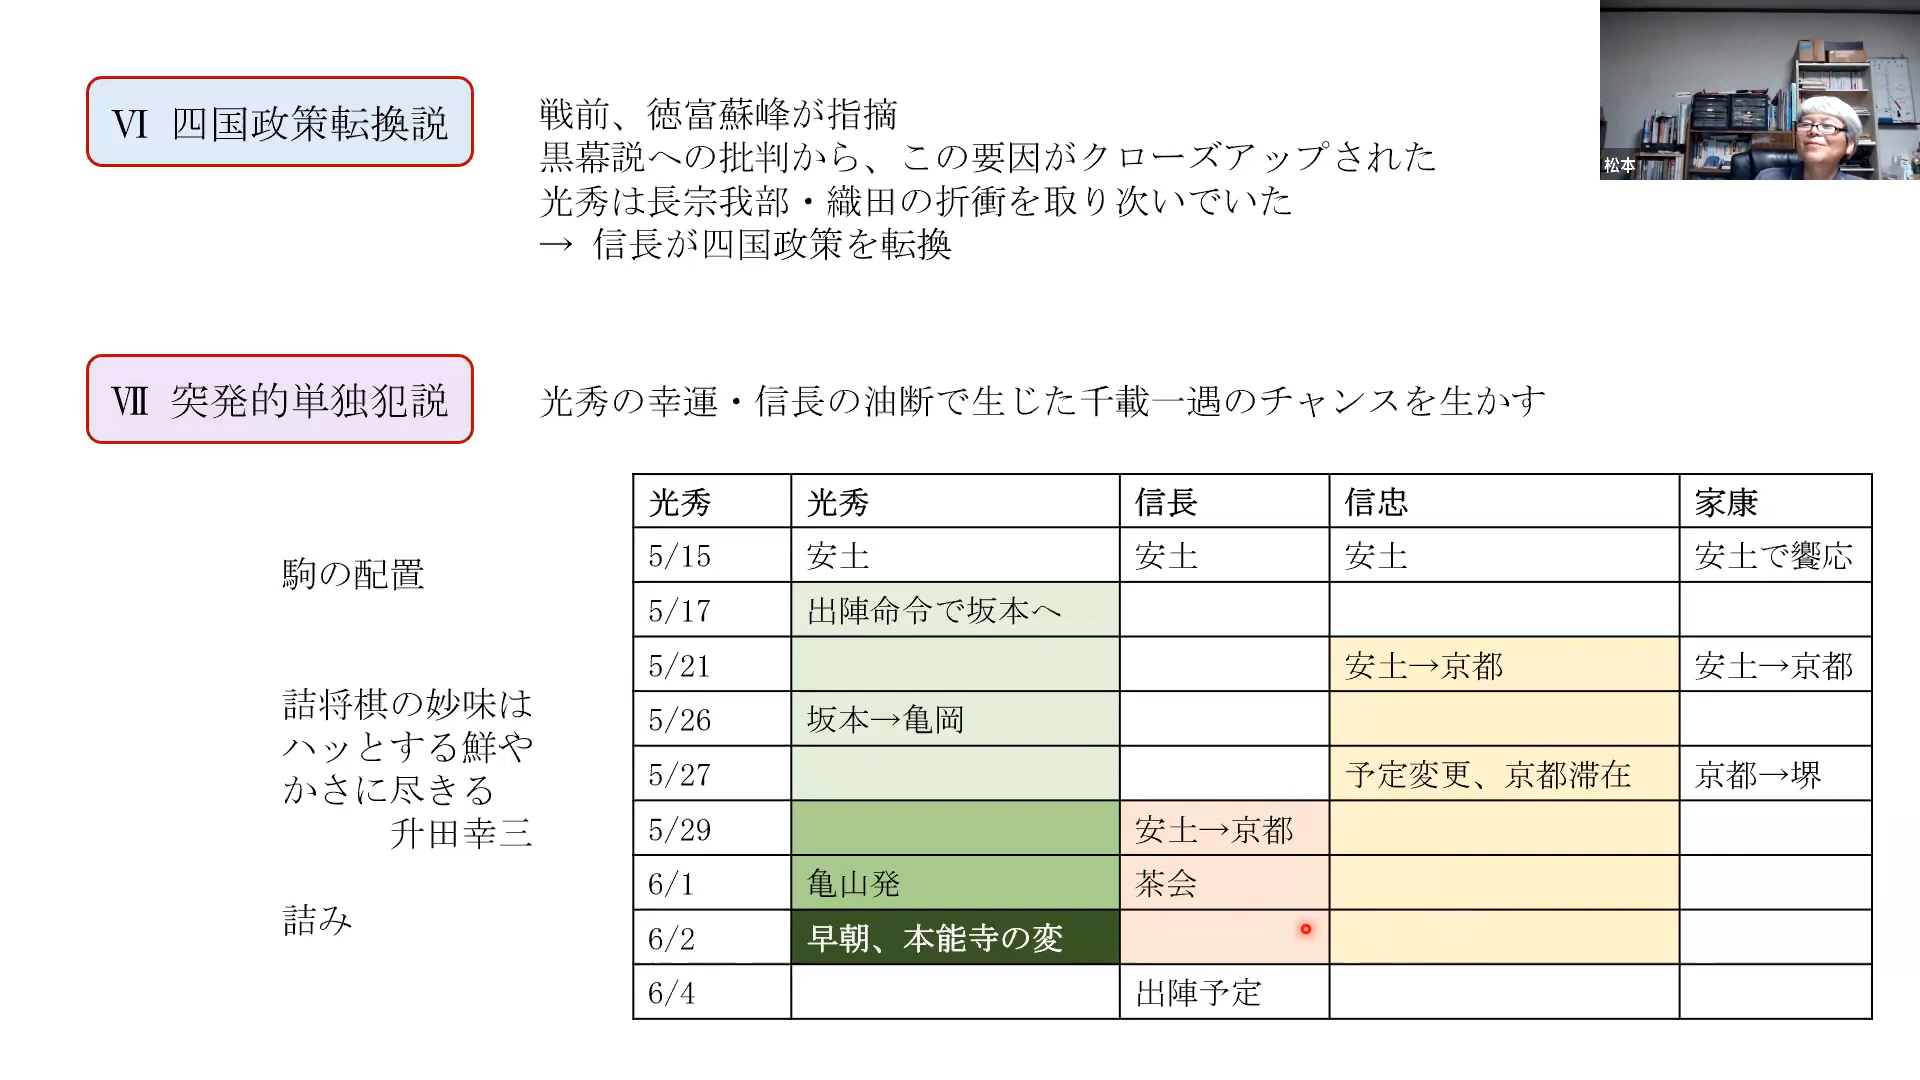 Ⅵ 四国政策転換説
戦前、徳富蘇峰が指摘
黒幕説への批判から、この要因がクローズアップされた
光秀は長宗我部・織田の折衝を取り次いでいた
→ 信長が四国政策を転換
松本
Ⅶ 突発的単独犯説
光秀の幸運・信長の油断で生じた千載一遇のチャンスを生かす
駒の配置
詰将棋の妙味は
ハッとする鮮や
かさに尽きる
升田幸三
詰み
光秀 光秀 信長 信忠 家康
5/15 安土 安土 安土 安土で饗応
5/17 出陣命令で坂本へ
5/21 安土→京都 安土→京都
5/26 坂本→亀岡
5/27 予定変更、京都滞在 京都→堺
5/29 安土→京都
6/1 亀山発 茶会
6/2 早朝、本能寺の変
6/4 出陣予定